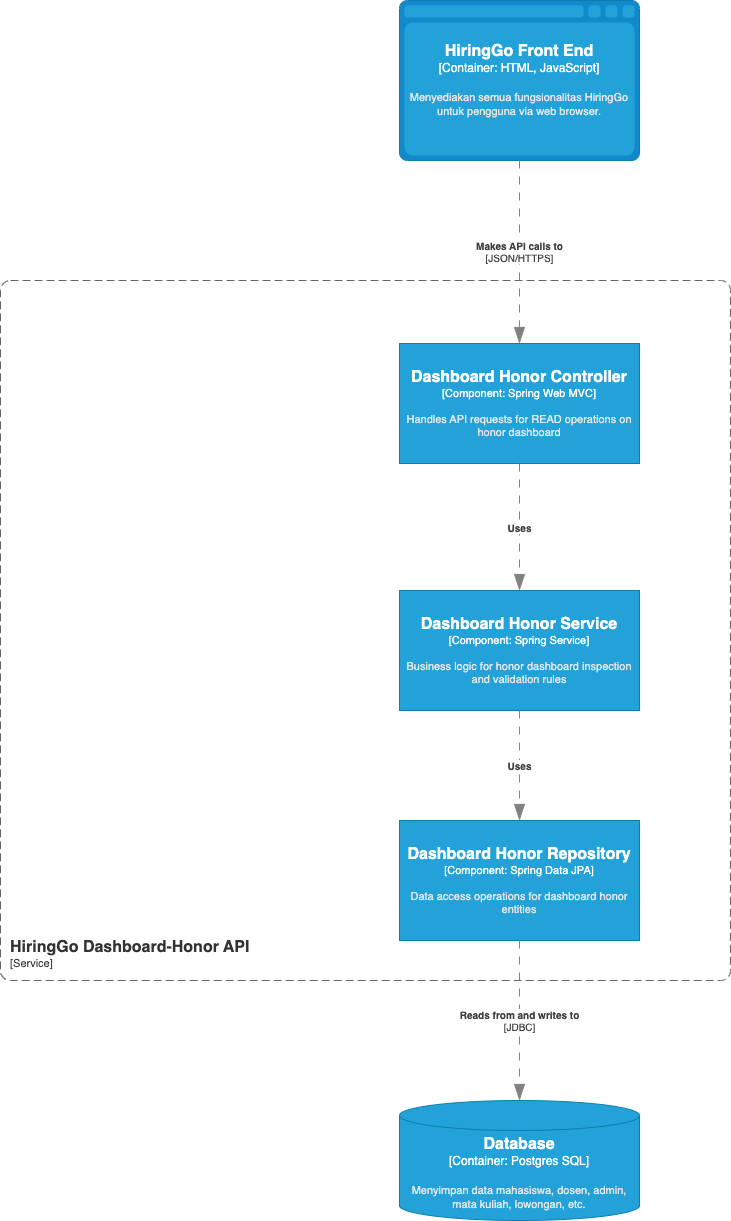 HiringGo Front End
[Container: HTML, JavaScript]
Menyediakan semua fungsionalitas HiringGo
untuk pengguna via web browser.
Makes API calls to
[JSON/HTTPS]
Dashboard Honor Controller
[Component: Spring Web MVC]
Handles API requests for READ operations on
honor dashboard
Uses
Dashboard Honor Service
[Component: Spring Service]
Business logic for honor dashboard inspection
and validation rules
Uses
Dashboard Honor Repository
[Component: Spring Data JPA]
Data access operations for dashboard honor
entities
HiringGo Dashboard-Honor API
[Service]
Reads from and writes to
[JDBC]
Database
[Container: Postgres SQL]
Menyimpan data mahasiswa, dosen, admin,
mata kuliah, lowongan, etc.